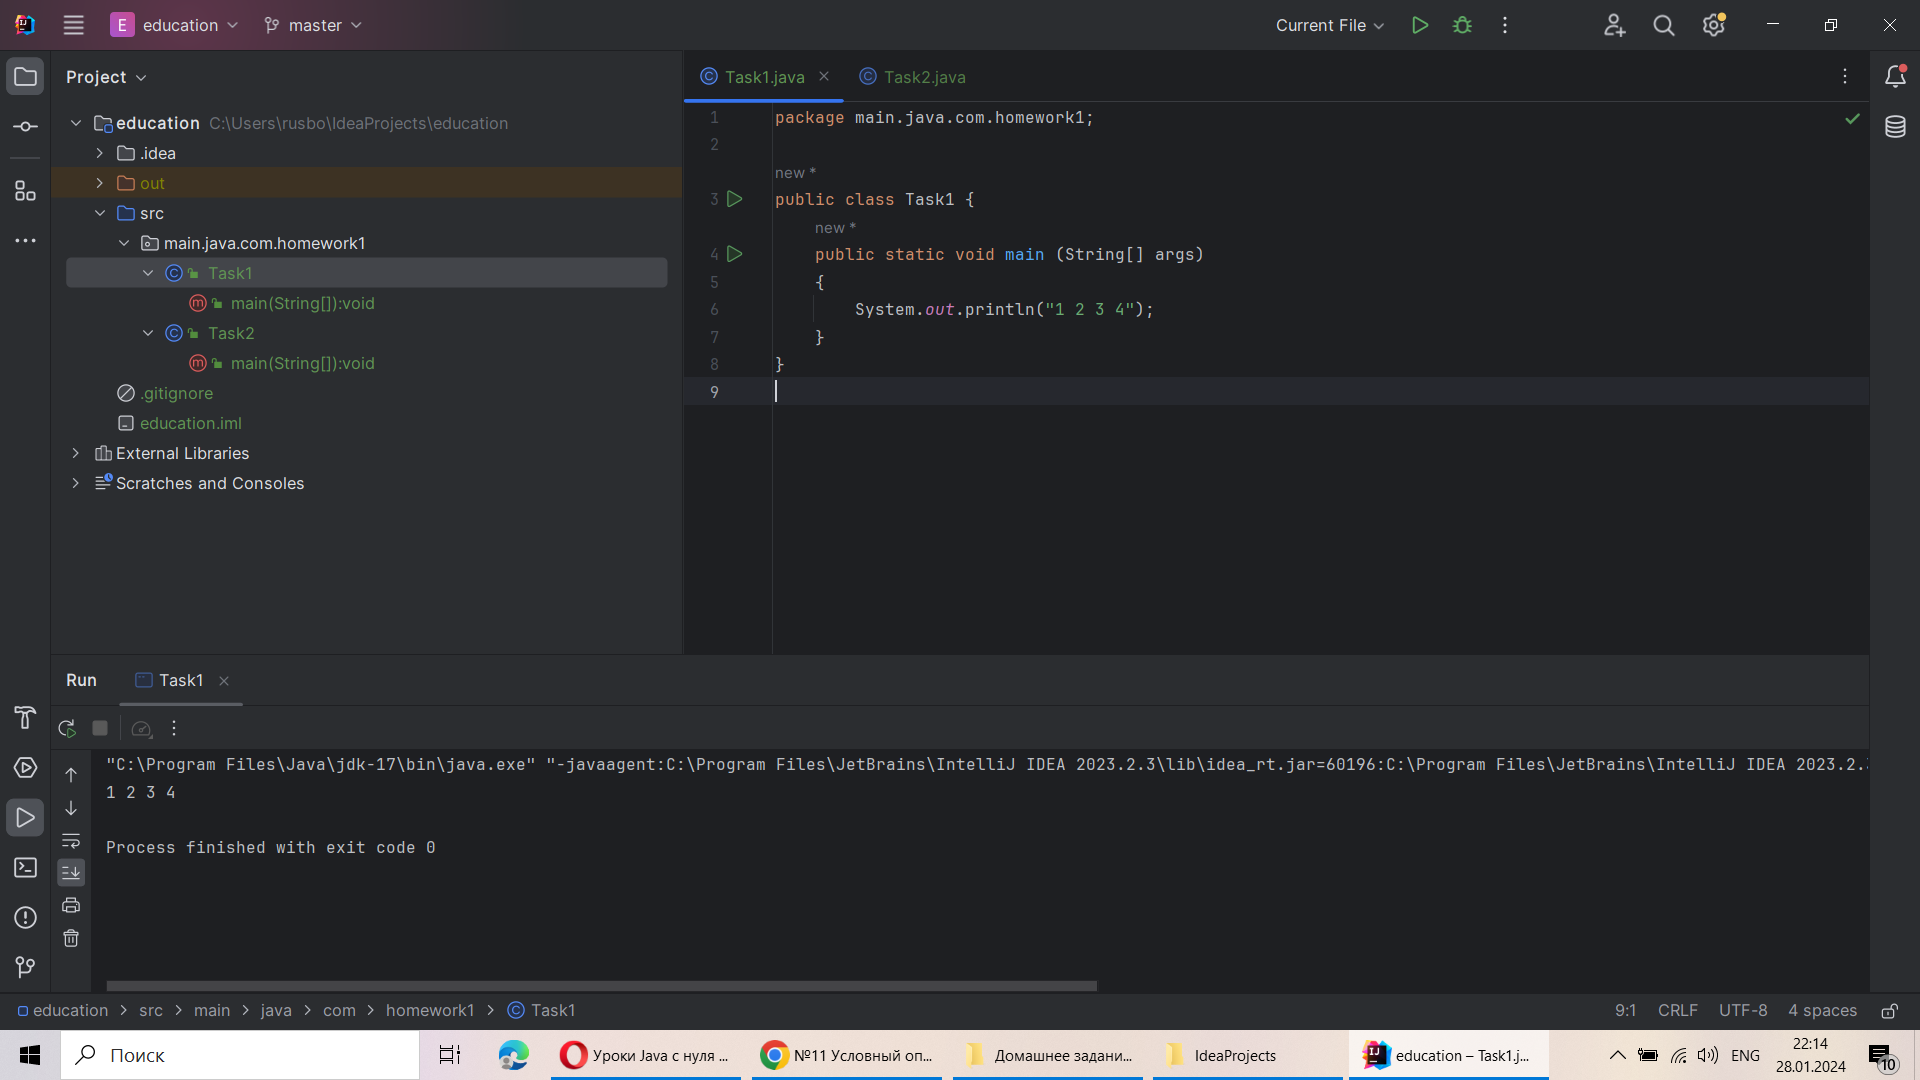 E education master Current File
Project
Task1.java Task2.java
education C:\Users\rusbo\IdeaProjects\education
.idea
out
src
main.java.com.homework1
Task1
main(String[]):void
Task2
main(String[]):void
.gitignore
education.iml
External Libraries
Scratches and Consoles
1 package main.java.com.homework1;
2
new *
3 public class Task1 {
new *
4 public static void main (String[] args)
5 {
6 System.out.println("1 2 3 4");
7 }
8 }
9
Run Task1
"C:\Program Files\Java\jdk-17\bin\java.exe" "-javaagent:C:\Program Files\JetBrains\IntelliJ IDEA 2023.2.3\lib\idea_rt.jar=60196:C:\Program Files\JetBrains\IntelliJ IDEA 2023.2.
1 2 3 4
Process finished with exit code 0
education src main java com homework1 Task1 9:1 CRLF UTF-8 4 spaces
Поиск Уроки Java с нуля ... №11 Условный оп... Домашнее задани... IdeaProjects education – Task1.j... ENG
22:14
28.01.2024
10